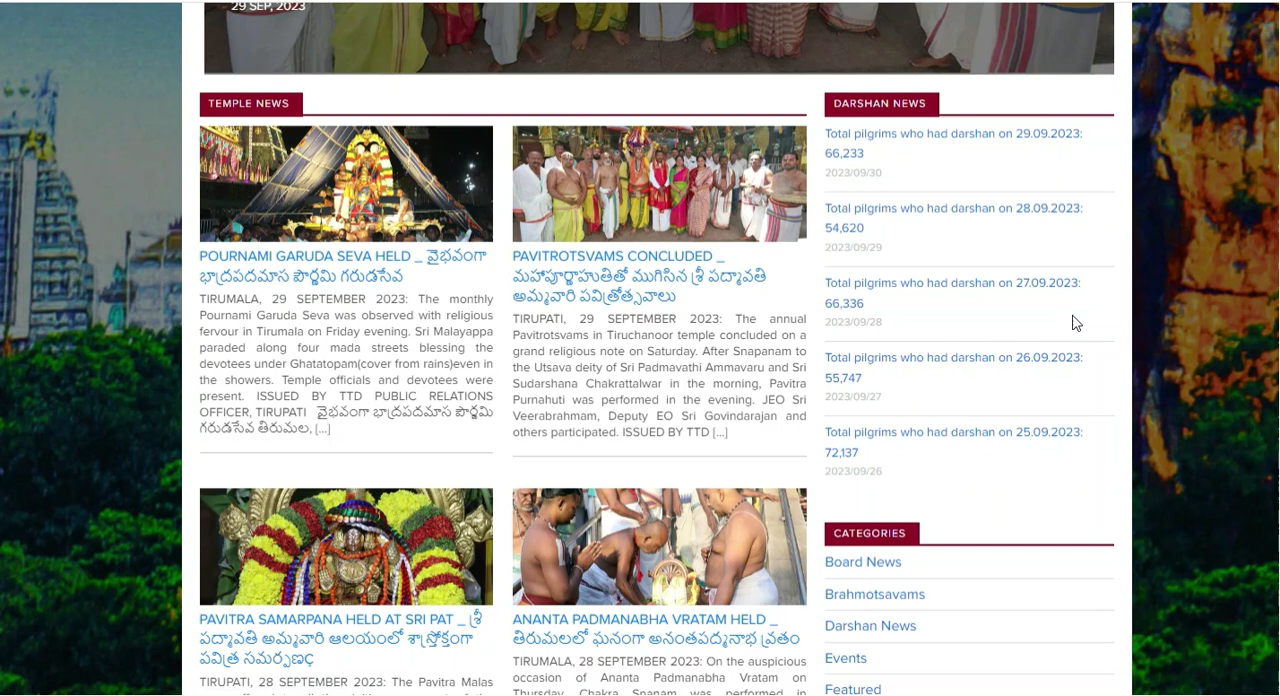 29 SEP, 2023
TEMPLE NEWS
POURNAMI GARUDA SEVA HELD _ వైభవంగా
భాద్రపదమాస పౌర్ణమి గరుడసేవ
TIRUMALA, 29 SEPTEMBER 2023: The monthly
Pournami Garuda Seva was observed with religious
fervour in Tirumala on Friday evening. Sri Malayappa
paraded along four mada streets blessing the
devotees under Ghatatopam(cover from rains)even in
the showers. Temple officials and devotees were
present. ISSUED BY TTD PUBLIC RELATIONS
OFFICER, TIRUPATI వైభవంగా భాద్రపదమాస పౌర్ణమి
గరుడసేవ తిరుమల, [...]
PAVITROTSVAMS CONCLUDED _
మహాపూర్ణాహుతితో ముగిసిన శ్రీ పద్మావతి
అమ్మవారి పవిత్రోత్సవాలు
TIRUPATI, 29 SEPTEMBER 2023: The annual
Pavitrotsvams in Tiruchanoor temple concluded on a
grand religious note on Saturday. After Snapanam to
the Utsava deity of Sri Padmavathi Ammavaru and Sri
Sudarshana Chakrattalwar in the morning, Pavitra
Purnahuti was performed in the evening. JEO Sri
Veerabrahmam, Deputy EO Sri Govindarajan and
others participated. ISSUED BY TTD [...]
PAVITRA SAMARPANA HELD AT SRI PAT _ శ్రీ
పద్మావతి అమ్మవారి ఆలయంలో శాస్త్రోక్తంగా
పవిత్ర సమర్పణÇ
TIRUPATI, 28 SEPTEMBER 2023: The Pavitra Malas
ANANTA PADMANABHA VRATAM HELD _
తిరుమలలో ఘనంగా అనంతపద్మనాభ వ్రతం
TIRUMALA, 28 SEPTEMBER 2023: On the auspicious
occasion of Ananta Padmanabha Vratam on
Thursday, Chakra Snanam was performed in
DARSHAN NEWS
Total pilgrims who had darshan on 29.09.2023:
66,233
2023/09/30
Total pilgrims who had darshan on 28.09.2023:
54,620
2023/09/29
Total pilgrims who had darshan on 27.09.2023:
66,336
2023/09/28
Total pilgrims who had darshan on 26.09.2023:
55,747
2023/09/27
Total pilgrims who had darshan on 25.09.2023:
72,137
2023/09/26
CATEGORIES
Board News
Brahmotsavams
Darshan News
Events
Featured